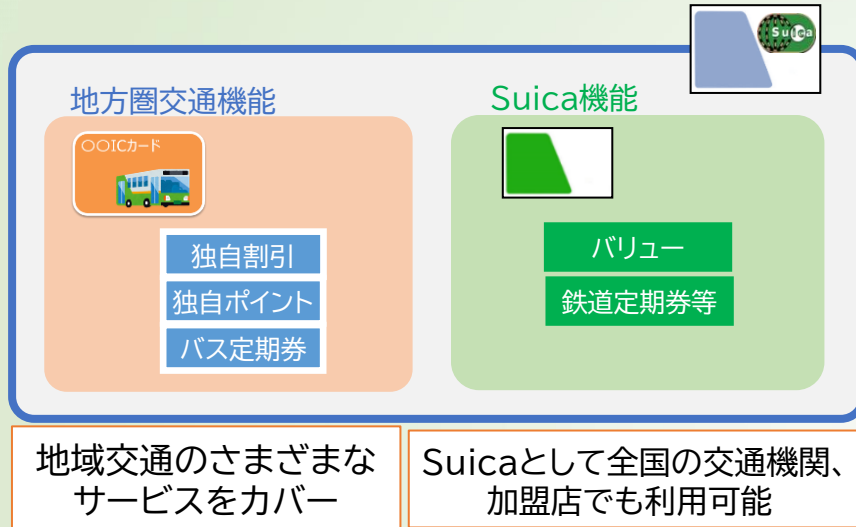 Suica
地方圏交通機能
Suica機能
〇〇ICカード
独自割引
独自ポイント
バス定期券
バリュー
鉄道定期券等
地域交通のさまざまな
サービスをカバー
Suicaとして全国の交通機関、
加盟店でも利用可能